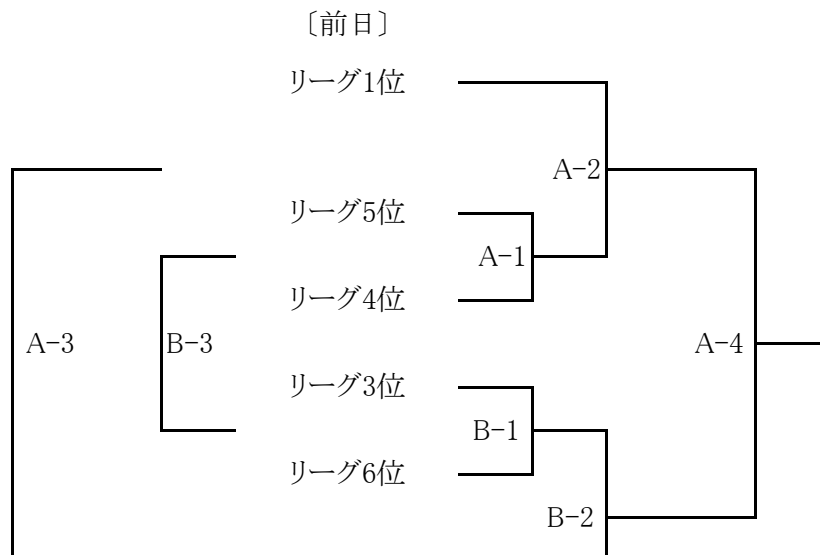 〔前日〕
リーグ1位
A-2
リーグ5位
A-1
リーグ4位
A-3
B-3
A-4
リーグ3位
B-1
リーグ6位
B-2